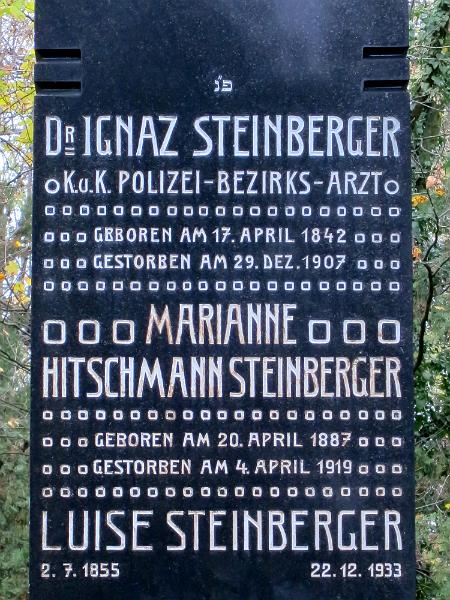 פ״נ
DR IGNAZ STEINBERGER
K.u.K. POLIZEI-BEZIRKS-ARZT
GEBOREN AM 17. APRIL 1842
GESTORBEN AM 29. DEZ. 1907
MARIANNE
HITSCHMANN STEINBERGER
GEBOREN AM 20. APRIL 1887
GESTORBEN AM 4. APRIL 1919
LUISE STEINBERGER
2. 7. 1855 22. 12. 1933